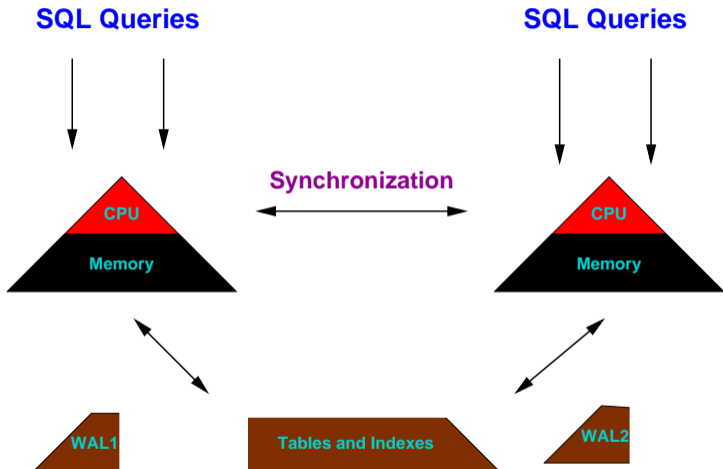 SQL Queries
SQL Queries
Synchronization
CPU
CPU
Memory
Memory
WAL1
Tables and Indexes
WAL2